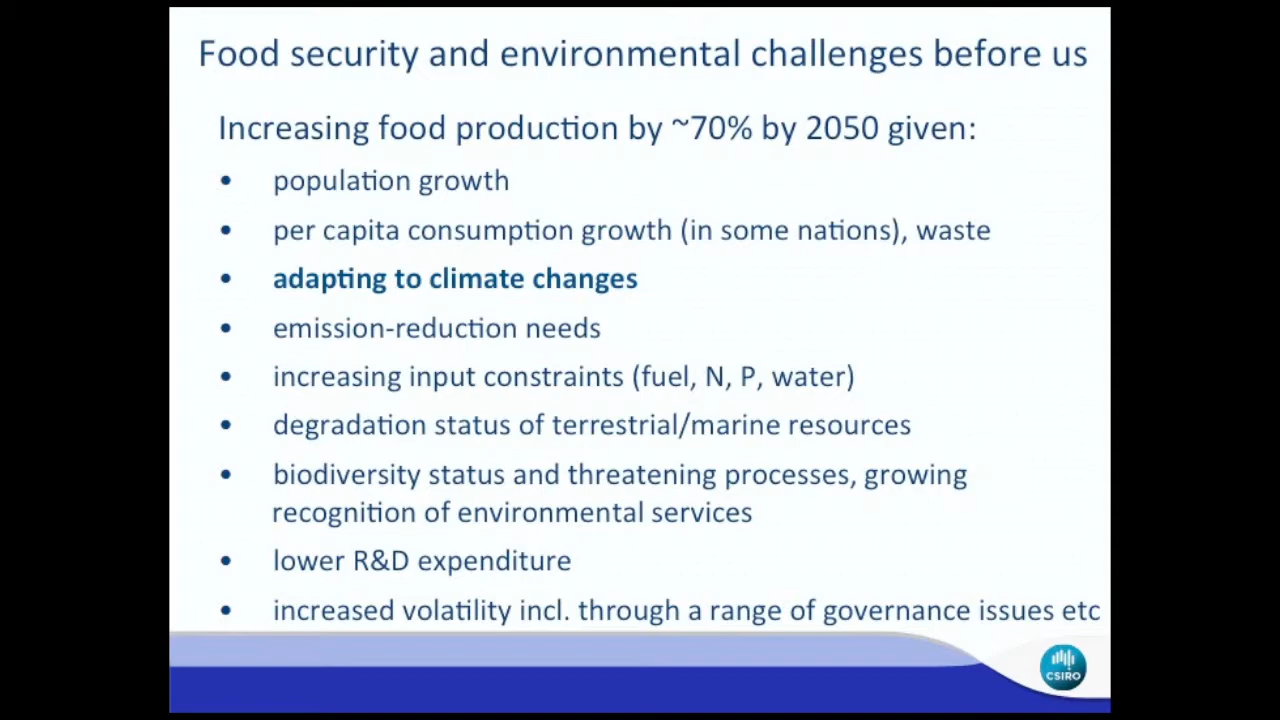 Food security and environmental challenges before us
Increasing food production by ~70% by 2050 given:
• population growth
• per capita consumption growth (in some nations), waste
• adapting to climate changes
• emission-reduction needs
• increasing input constraints (fuel, N, P, water)
• degradation status of terrestrial/marine resources
• biodiversity status and threatening processes, growing
recognition of environmental services
• lower R&D expenditure
• increased volatility incl. through a range of governance issues etc
CSIRO